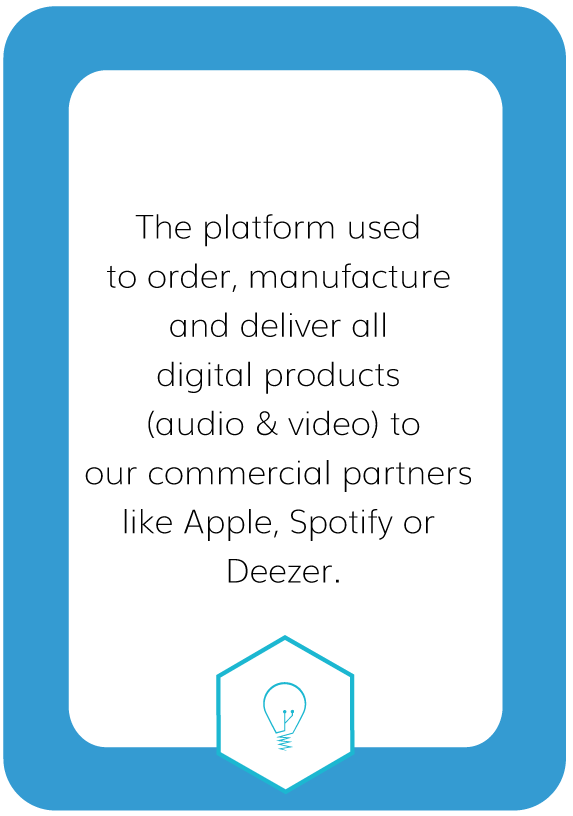 The platform used
to order, manufacture
and deliver all
digital products
(audio & video) to
our commercial partners
like Apple, Spotify or
Deezer.